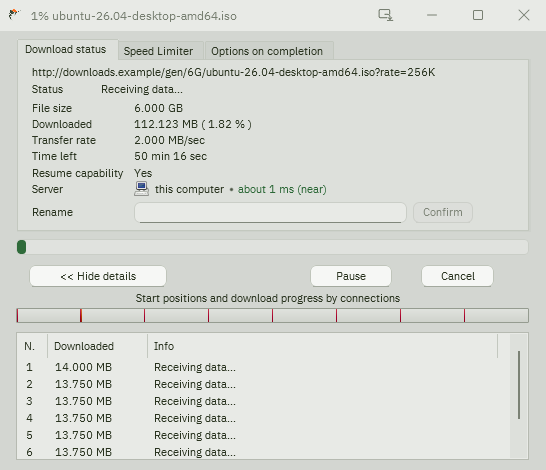 1% ubuntu-26.04-desktop-amd64.iso
Download status Speed Limiter Options on completion
http://downloads.example/gen/6G/ubuntu-26.04-desktop-amd64.iso?rate=256K
Status Receiving data...
File size 6.000 GB
Downloaded 112.123 MB ( 1.82 % )
Transfer rate 2.000 MB/sec
Time left 50 min 16 sec
Resume capability Yes
Server this computer • about 1 ms (near)
Rename Confirm
<< Hide details Pause Cancel
Start positions and download progress by connections
N. Downloaded Info
1 14.000 MB Receiving data...
2 13.750 MB Receiving data...
3 13.750 MB Receiving data...
4 13.750 MB Receiving data...
5 13.750 MB Receiving data...
6 13.750 MB Receiving data...